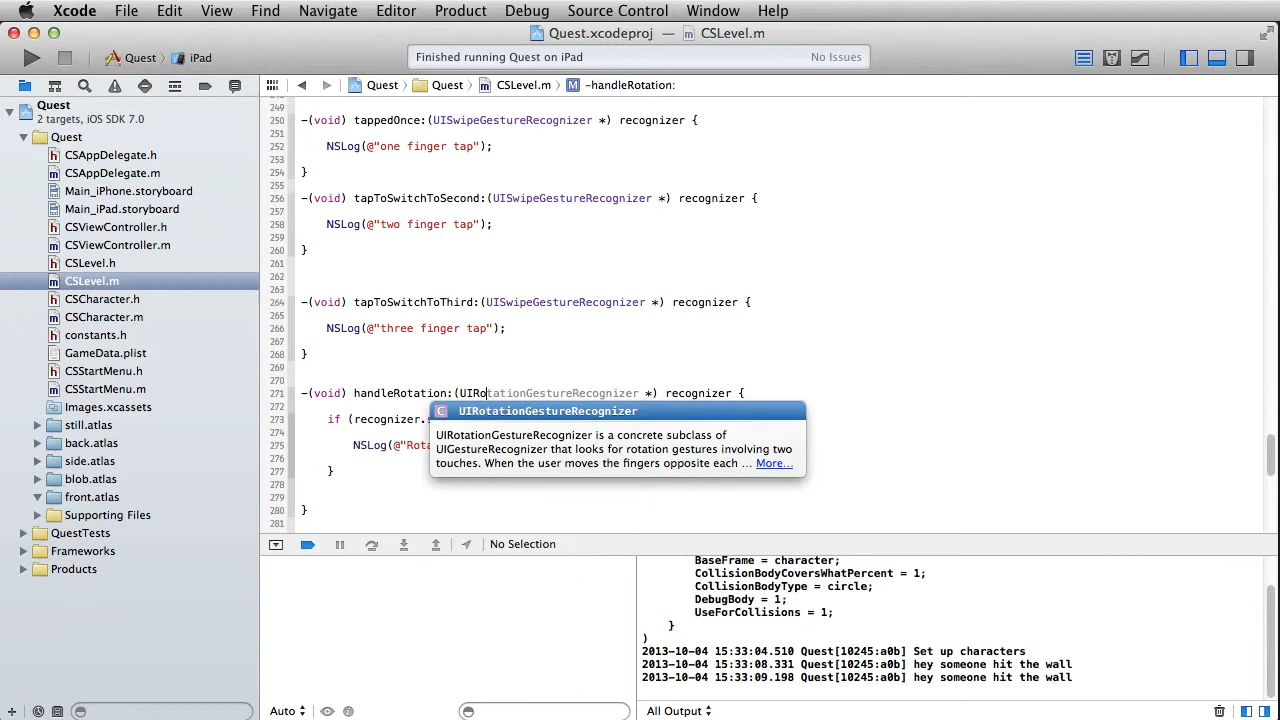 Xcode File Edit View Find Navigate Editor Product Debug Source Control Window Help
Quest.xcodeproj — CSLevel.m
Quest iPad
Finished running Quest on iPad No Issues
Quest Quest CSLevel.m M -handleRotation:
Quest
2 targets, iOS SDK 7.0
Quest
h CSAppDelegate.h
m CSAppDelegate.m
Main_iPhone.storyboard
Main_iPad.storyboard
h CSViewController.h
m CSViewController.m
h CSLevel.h
m CSLevel.m
h CSCharacter.h
m CSCharacter.m
h constants.h
GameData.plist
h CSStartMenu.h
m CSStartMenu.m
Images.xcassets
still.atlas
back.atlas
side.atlas
blob.atlas
front.atlas
Supporting Files
QuestTests
Frameworks
Products
249
250 -(void) tappedOnce:(UISwipeGestureRecognizer *) recognizer {
251
252 NSLog(@"one finger tap");
253
254 }
255
256 -(void) tapToSwitchToSecond:(UISwipeGestureRecognizer *) recognizer {
257
258 NSLog(@"two finger tap");
259
260 }
261
262
263
264 -(void) tapToSwitchToThird:(UISwipeGestureRecognizer *) recognizer {
265
266 NSLog(@"three finger tap");
267
268 }
269
270
271 -(void) handleRotation:(UIRotationGestureRecognizer *) recognizer {
272
273 if (recognizer.
275 NSLog(@"Rota
276
277 }
278
279
280 }
281
C UIRotationGestureRecognizer
UIRotationGestureRecognizer is a concrete subclass of
UIGestureRecognizer that looks for rotation gestures involving two
touches. When the user moves the fingers opposite each ... More...
No Selection
BaseFrame = character;
CollisionBodyCoversWhatPercent = 1;
CollisionBodyType = circle;
DebugBody = 1;
UseForCollisions = 1;
}
)
2013-10-04 15:33:04.510 Quest[10245:a0b] Set up characters
2013-10-04 15:33:08.331 Quest[10245:a0b] hey someone hit the wall
2013-10-04 15:33:09.198 Quest[10245:a0b] hey someone hit the wall
Auto
All Output